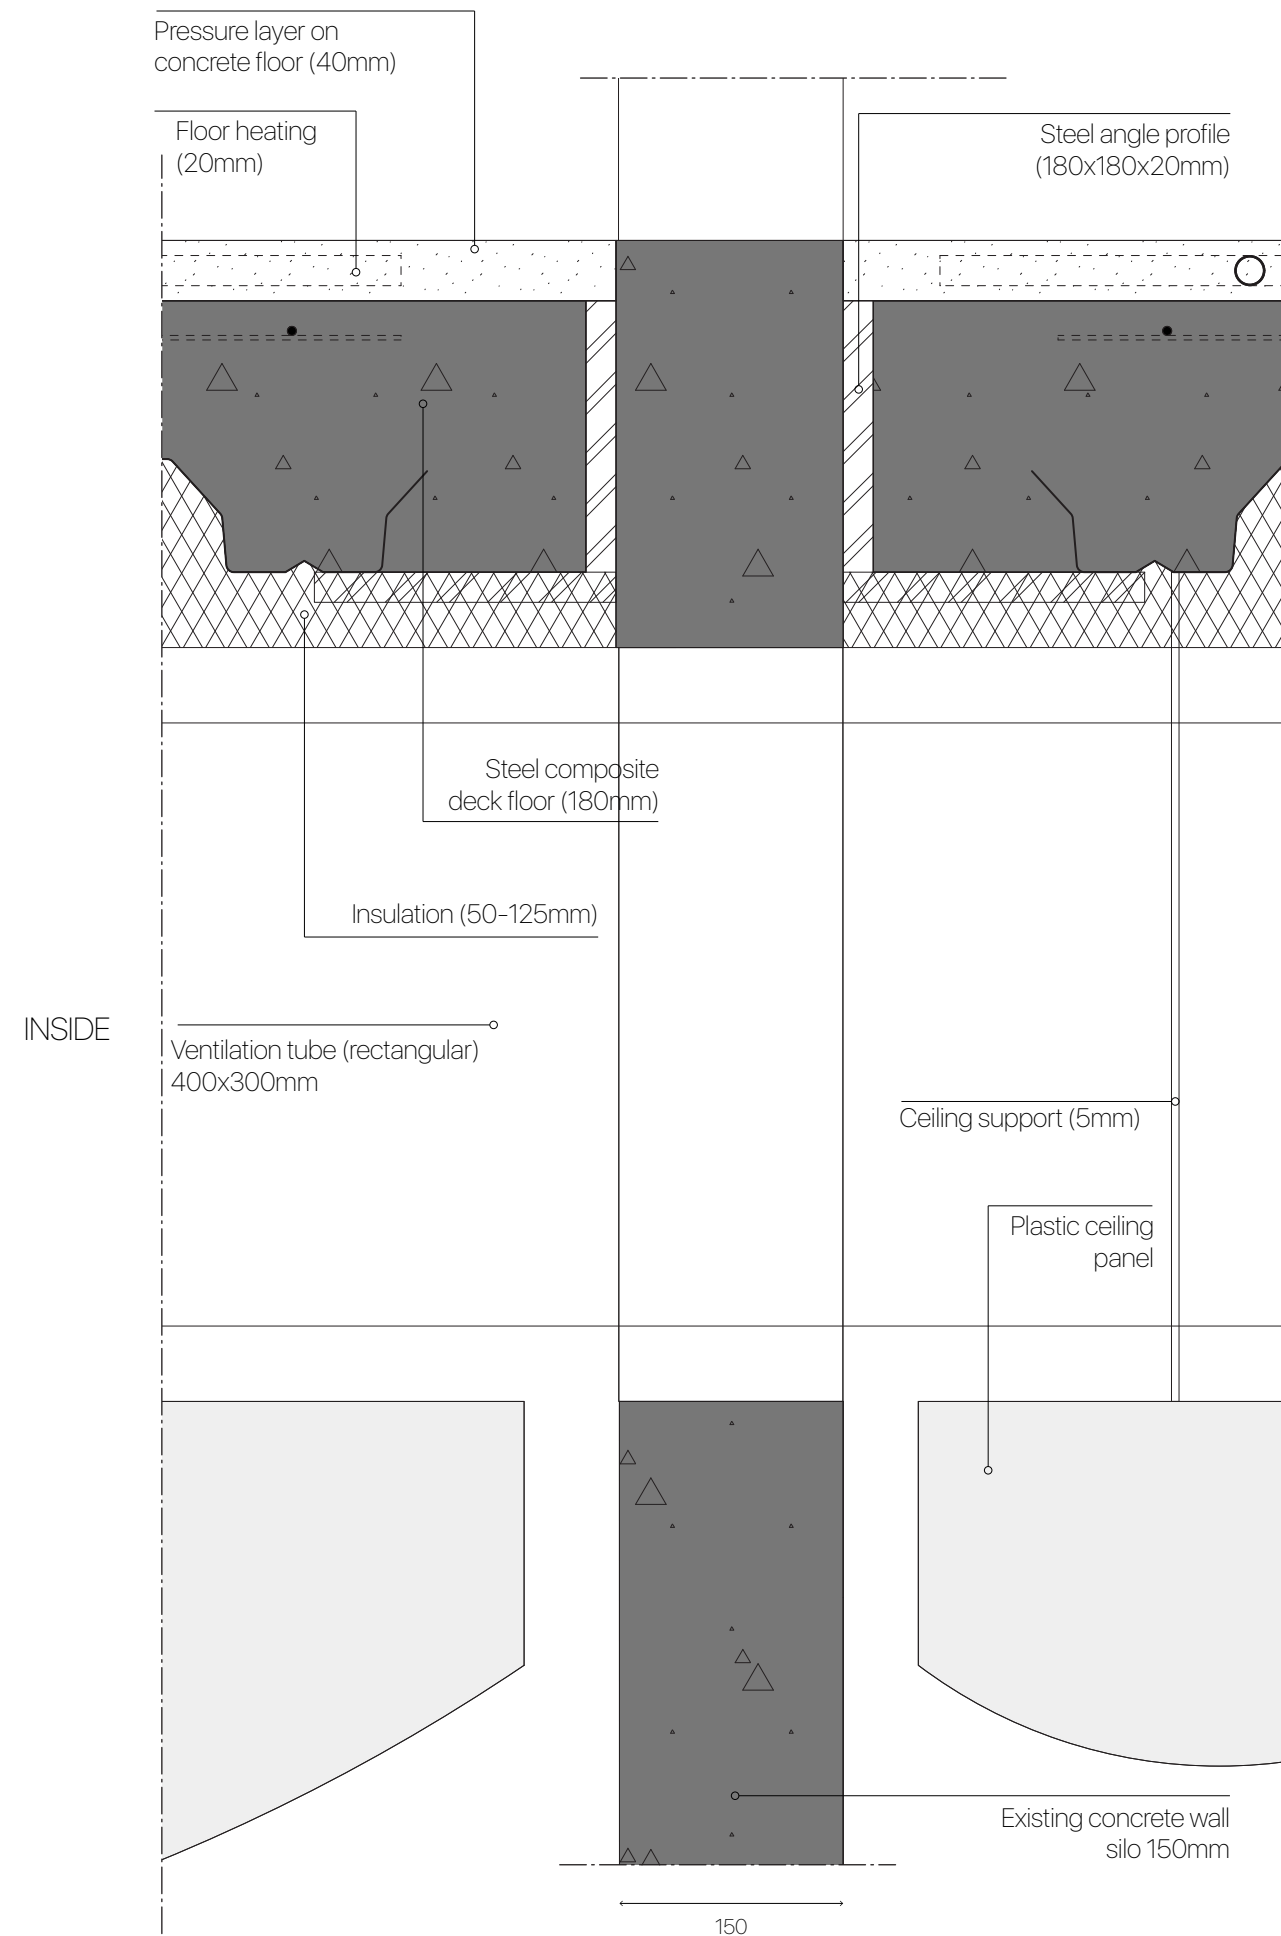 Pressure layer on
concrete floor (40mm)
Floor heating
(20mm)
Steel angle profile
(180x180x20mm)
Steel composite
deck floor (180mm)
Insulation (50-125mm)
INSIDE
Ventilation tube (rectangular)
400x300mm
Ceiling support (5mm)
Plastic ceiling
panel
Existing concrete wall
silo 150mm
150